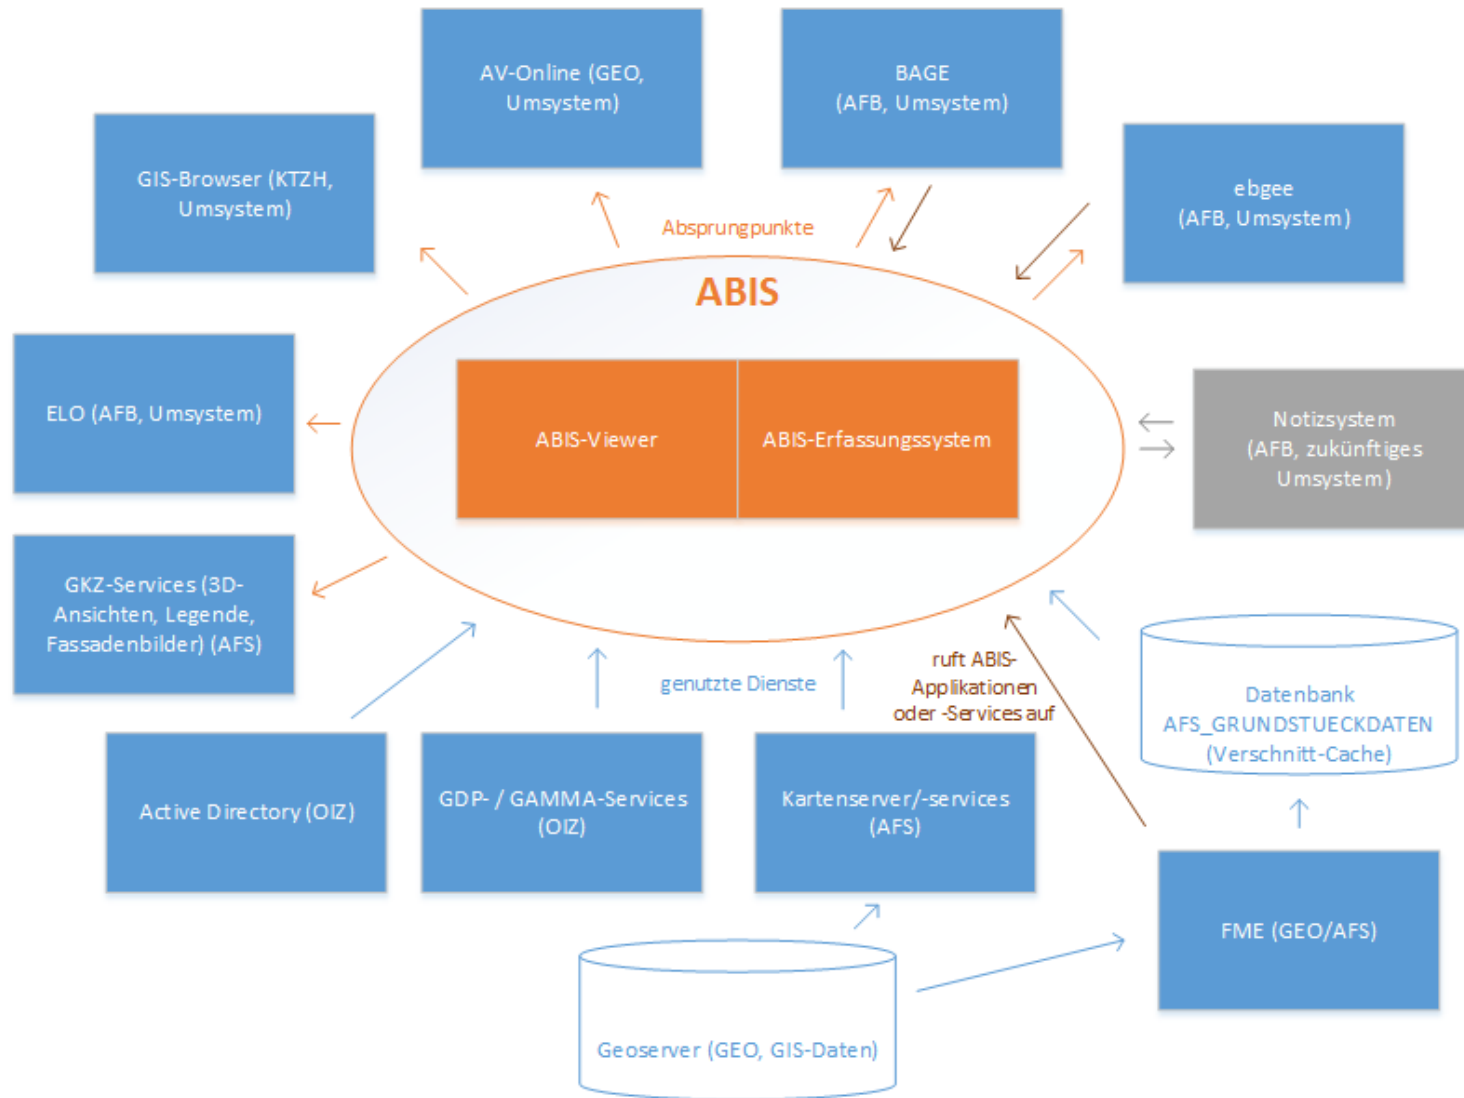 AV-Online (GEO,
Umsystem)
BAGE
(AFB, Umsystem)
GIS-Browser (KTZH,
Umsystem)
ebgee
(AFB, Umsystem)
Absprungpunkte
ABIS
ELO (AFB, Umsystem)
ABIS-Viewer
ABIS-Erfassungssystem
Notizsystem
(AFB, zukünftiges
Umsystem)
GKZ-Services (3D-
Ansichten, Legende,
Fassadenbilder) (AFS)
genutzte Dienste
ruft ABIS-
Applikationen
oder -Services auf
Datenbank
AFS_GRUNDSTUECKDATEN
(Verschnitt-Cache)
Active Directory (OIZ)
GDP- / GAMMA-Services
(OIZ)
Kartenserver/-services
(AFS)
FME (GEO/AFS)
Geoserver (GEO, GIS-Daten)